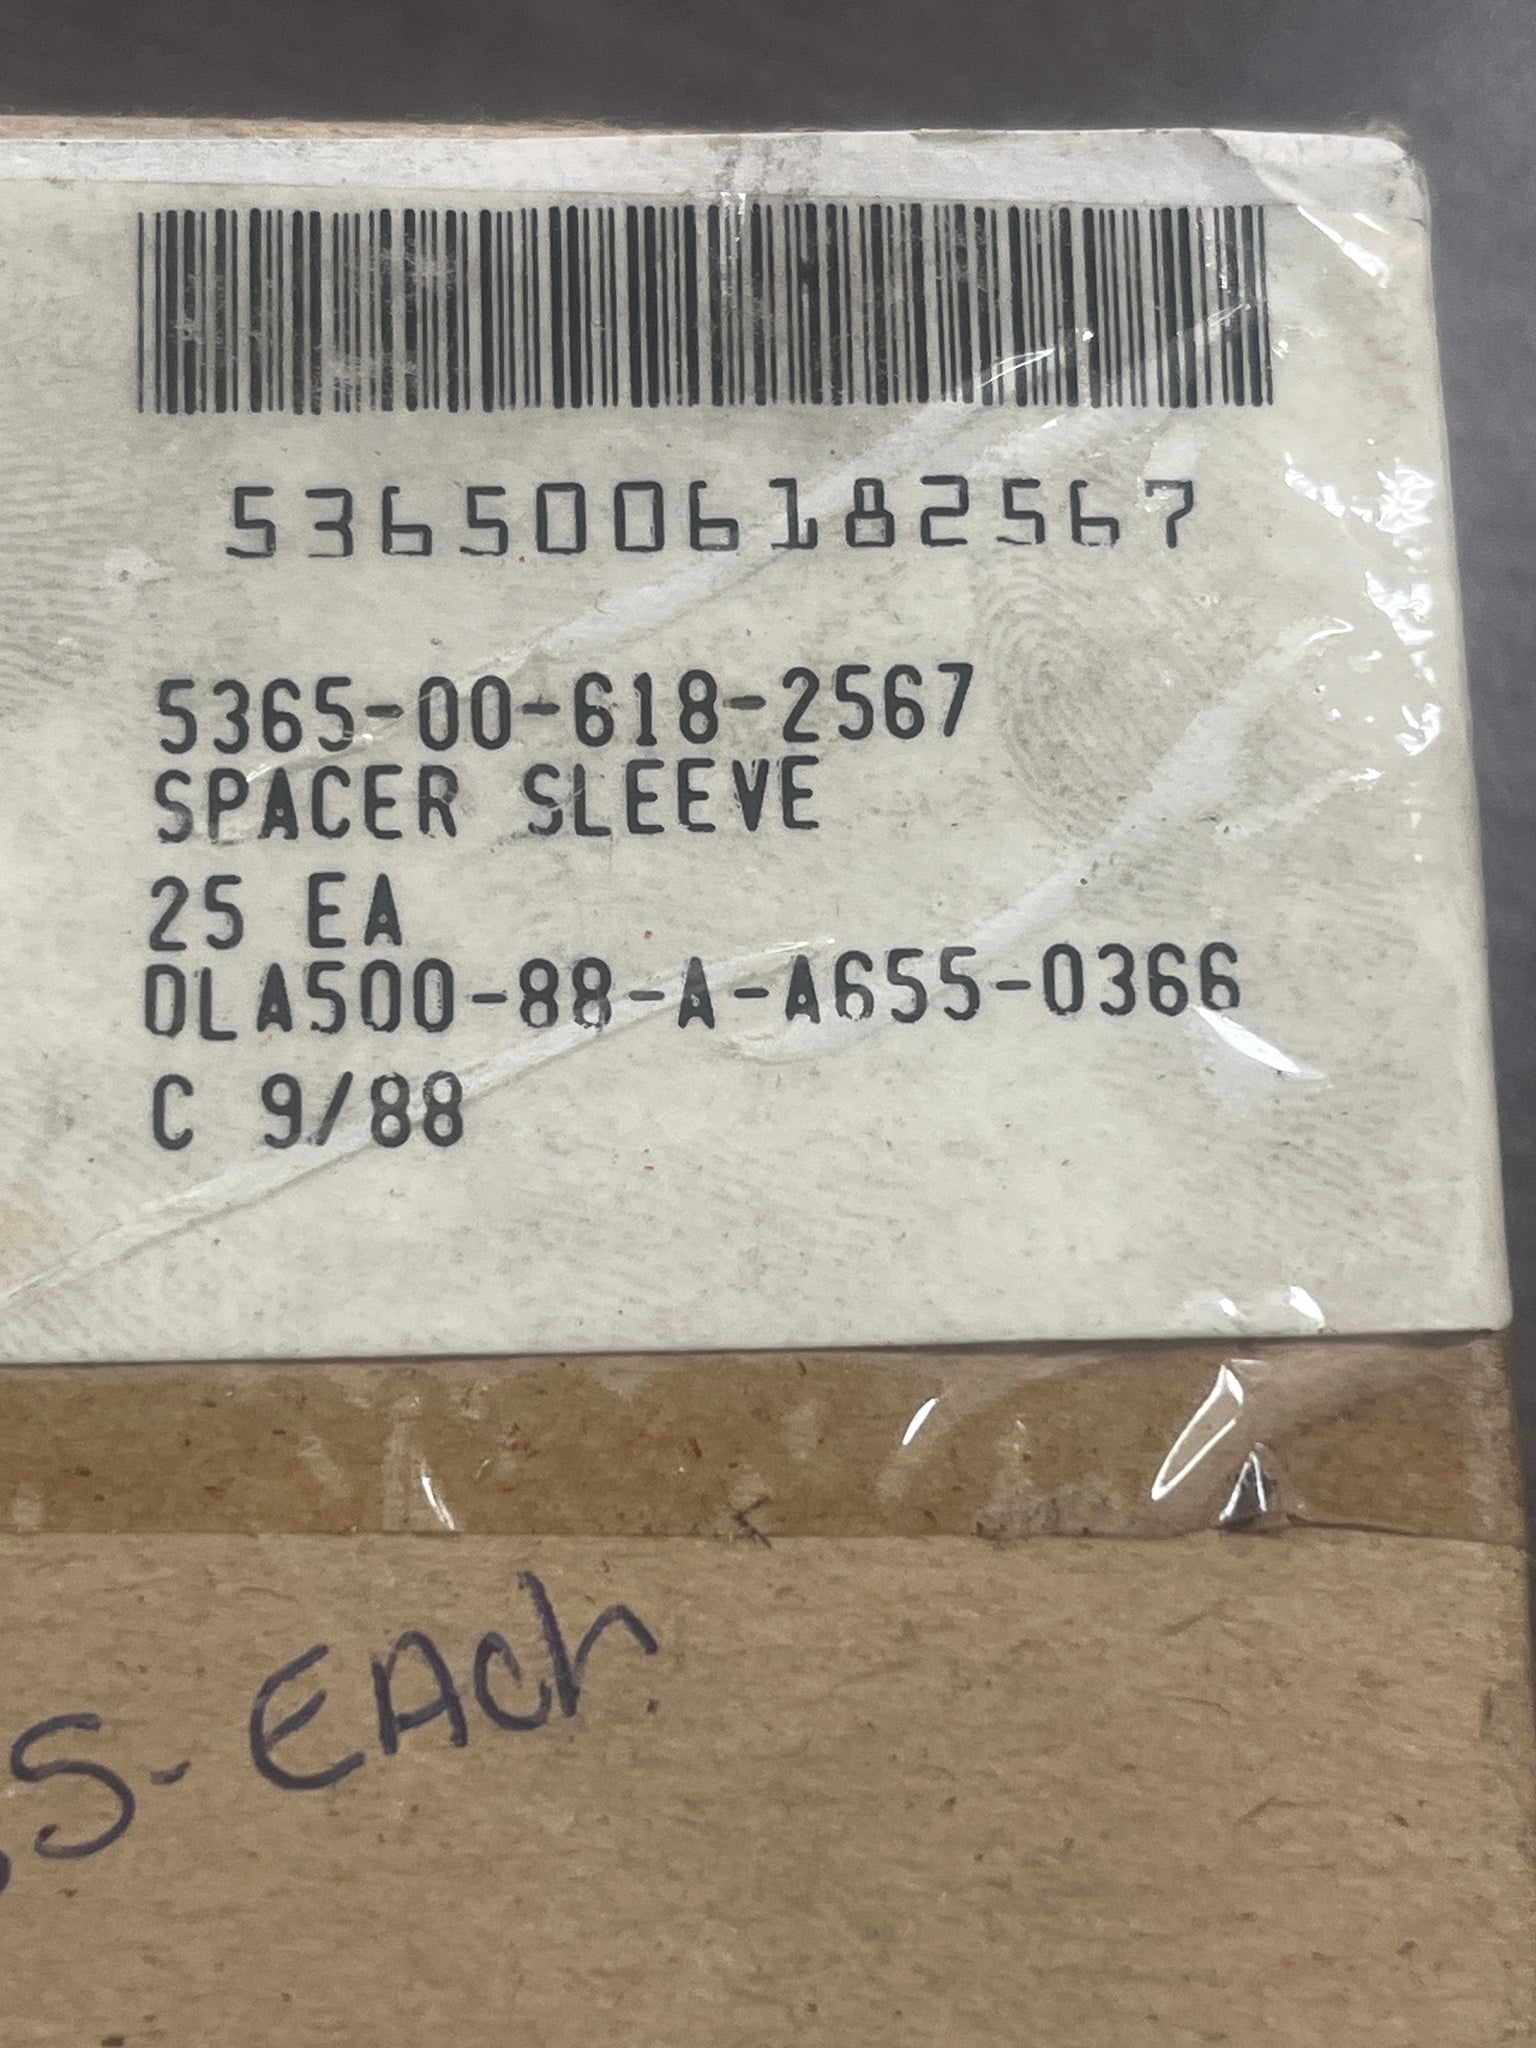 5365006182567
5365-00-618-2567
SPACER SLEEVE
25 EA
DLA500-88-A-A655-0366
C 9/88
S-EACh